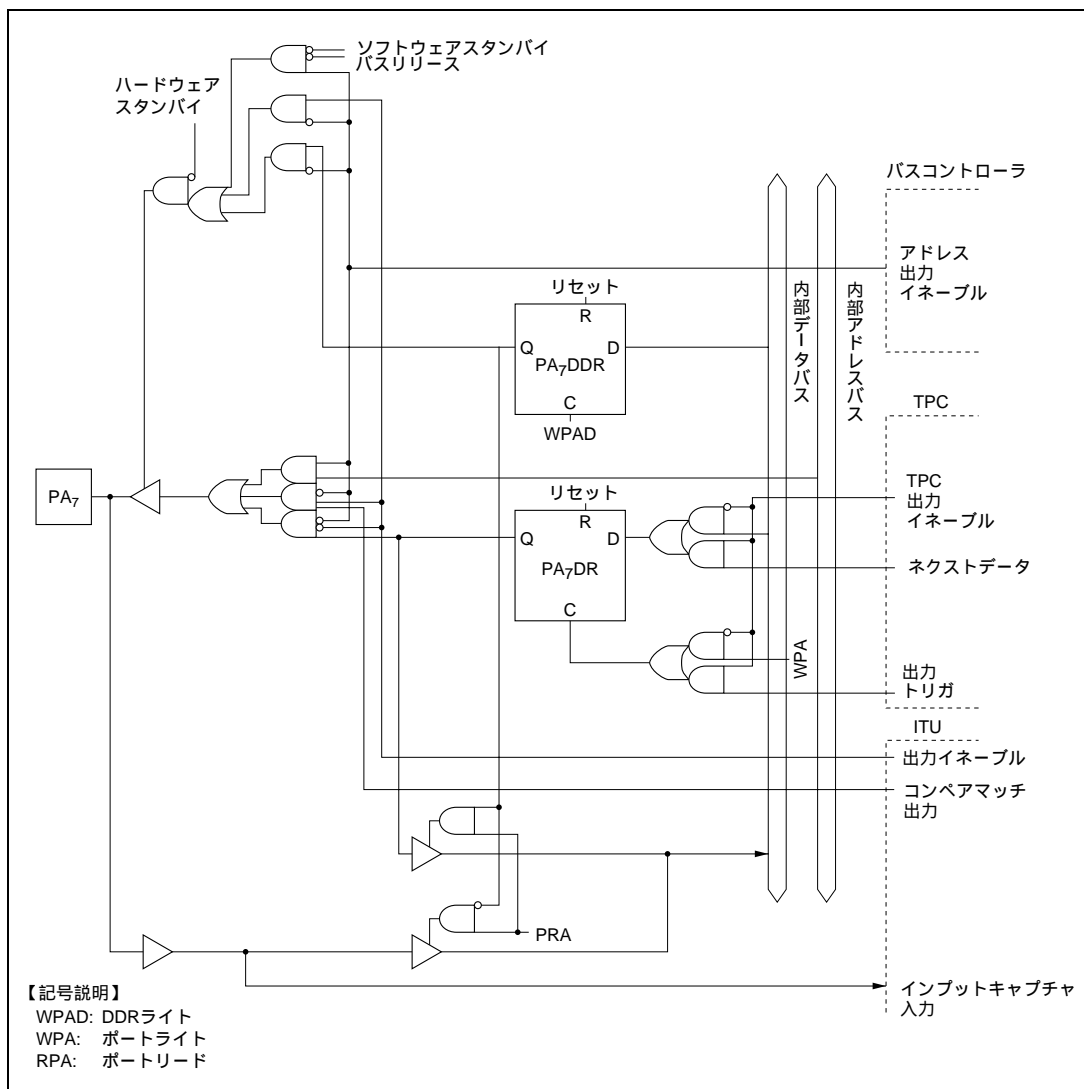 ソフトウェアスタンバイ
バスリリース
ハードウェア
スタンバイ
バスコントローラ
アドレス
出力
イネーブル
内部データバス
内部アドレスバス
リセット
R
Q
D
PA7DDR
C
WPAD
TPC
PA7
TPC
出力
イネーブル
リセット
R
Q
D
PA7DR
C
ネクストデータ
WPA
出力
トリガ
ITU
出力イネーブル
コンペアマッチ
出力
PRA
インプットキャプチャ
入力
【記号説明】
WPAD: DDRライト
WPA: ポートライト
RPA: ポートリード